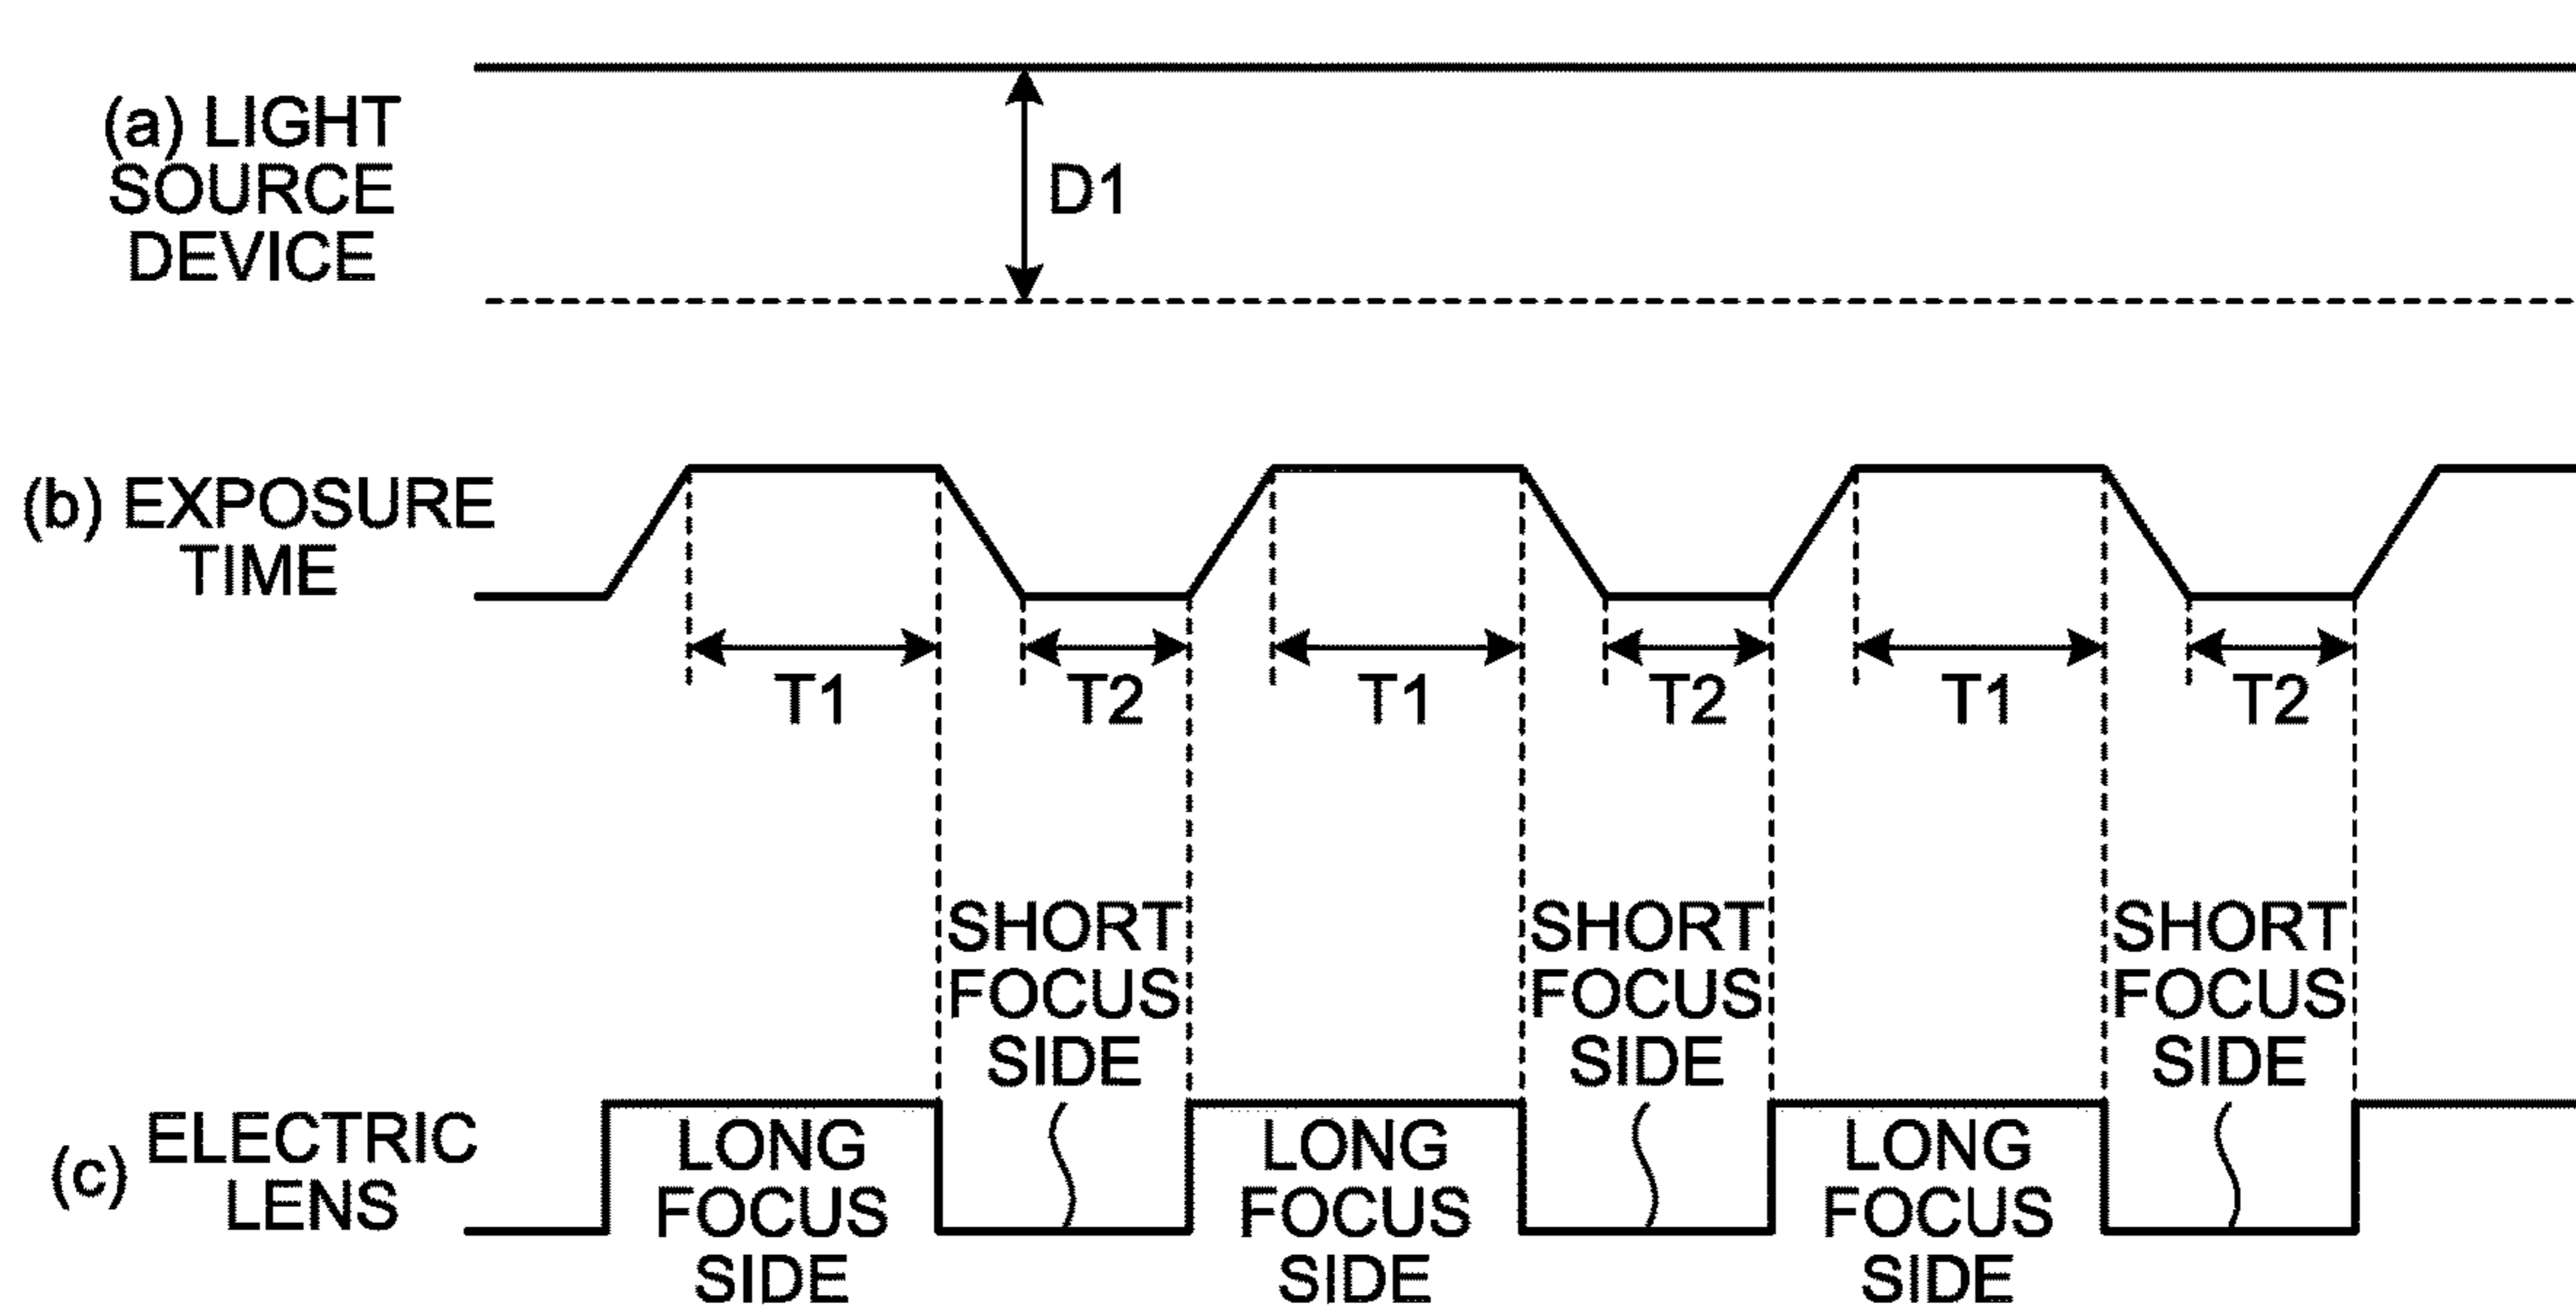 (a) LIGHT
SOURCE
DEVICE
D1
(b) EXPOSURE
TIME
T1
T2
T1
T2
T1
T2
SHORT
FOCUS
SIDE
SHORT
FOCUS
SIDE
SHORT
FOCUS
SIDE
(c) ELECTRIC
LENS
LONG
FOCUS
SIDE
LONG
FOCUS
SIDE
LONG
FOCUS
SIDE